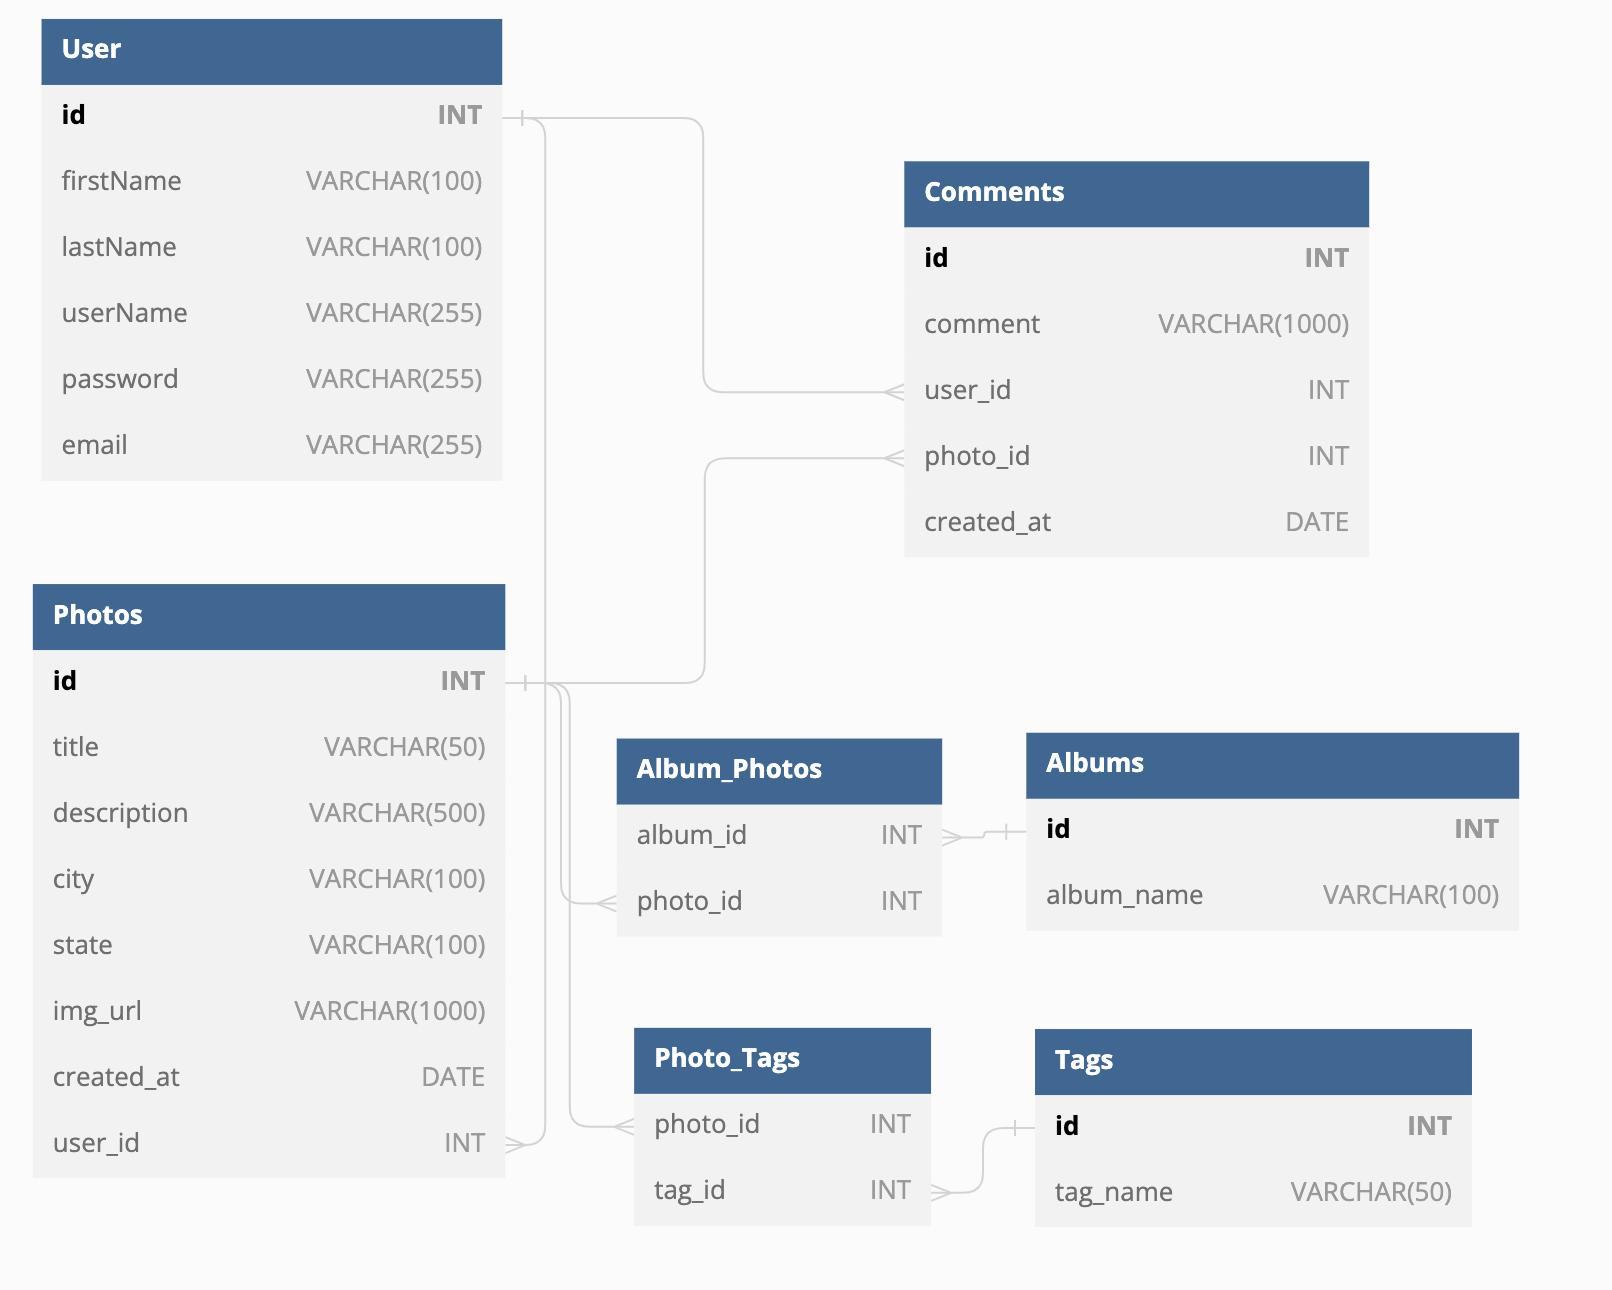 User
id INT
firstName VARCHAR(100)
lastName VARCHAR(100)
userName VARCHAR(255)
password VARCHAR(255)
email VARCHAR(255)
Comments
id INT
comment VARCHAR(1000)
user_id INT
photo_id INT
created_at DATE
Photos
id INT
title VARCHAR(50)
description VARCHAR(500)
city VARCHAR(100)
state VARCHAR(100)
img_url VARCHAR(1000)
created_at DATE
user_id INT
Album_Photos
album_id INT
photo_id INT
Albums
id INT
album_name VARCHAR(100)
Photo_Tags
photo_id INT
tag_id INT
Tags
id INT
tag_name VARCHAR(50)